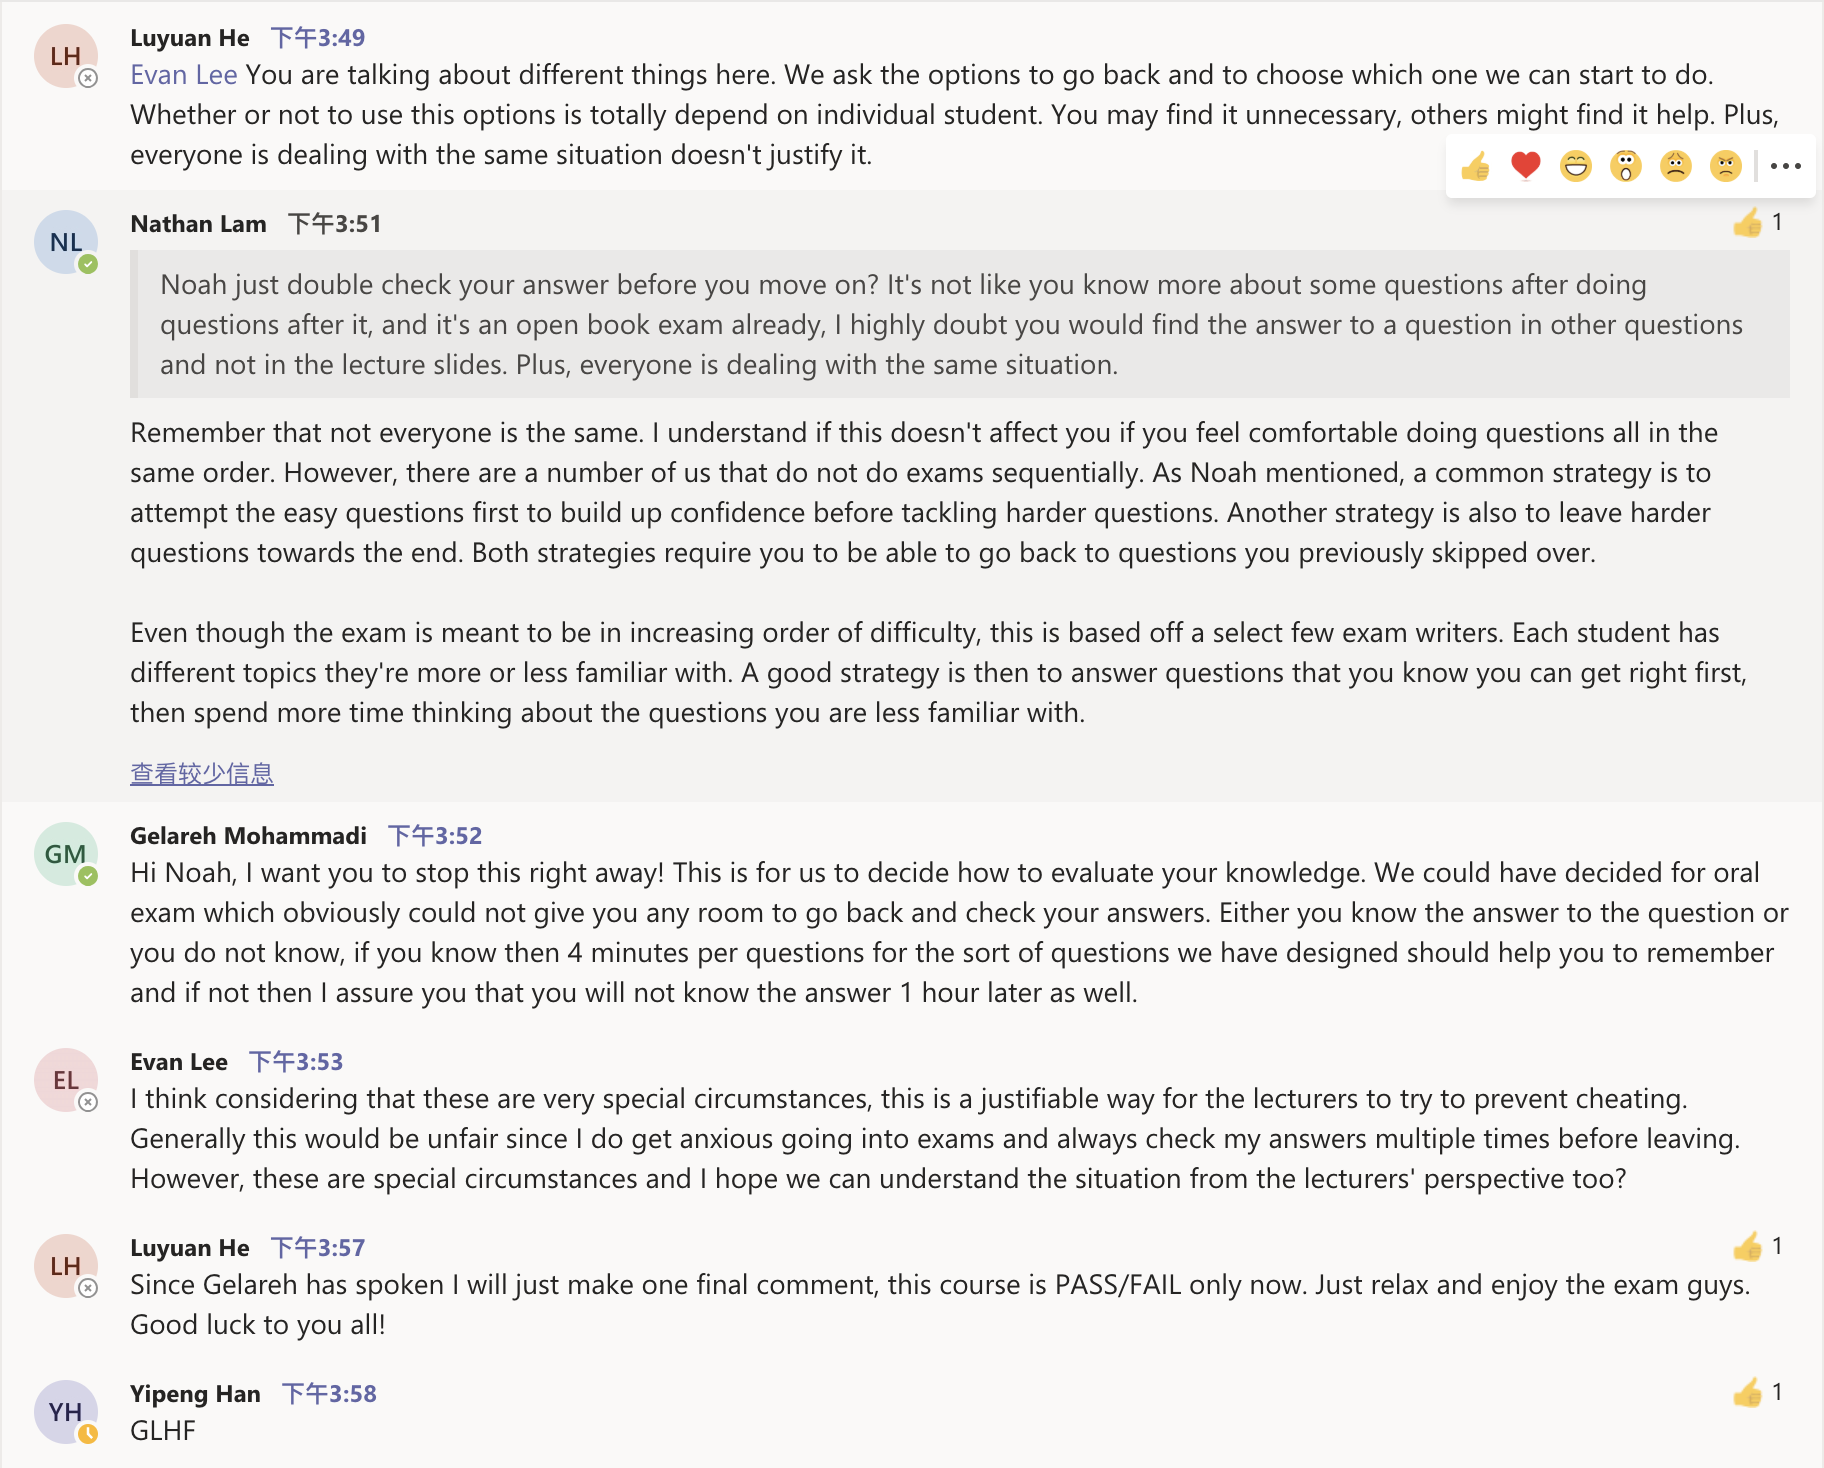 LH
Luyuan He 下午3:49
Evan Lee You are talking about different things here. We ask the options to go back and to choose which one we can start to do.
Whether or not to use this options is totally depend on individual student. You may find it unnecessary, others might find it help. Plus,
everyone is dealing with the same situation doesn't justify it.
NL
Nathan Lam 下午3:51
1
Noah just double check your answer before you move on? It's not like you know more about some questions after doing
questions after it, and it's an open book exam already, I highly doubt you would find the answer to a question in other questions
and not in the lecture slides. Plus, everyone is dealing with the same situation.
Remember that not everyone is the same. I understand if this doesn't affect you if you feel comfortable doing questions all in the
same order. However, there are a number of us that do not do exams sequentially. As Noah mentioned, a common strategy is to
attempt the easy questions first to build up confidence before tackling harder questions. Another strategy is also to leave harder
questions towards the end. Both strategies require you to be able to go back to questions you previously skipped over.
Even though the exam is meant to be in increasing order of difficulty, this is based off a select few exam writers. Each student has
different topics they're more or less familiar with. A good strategy is then to answer questions that you know you can get right first,
then spend more time thinking about the questions you are less familiar with.
查看较少信息
GM
Gelareh Mohammadi 下午3:52
Hi Noah, I want you to stop this right away! This is for us to decide how to evaluate your knowledge. We could have decided for oral
exam which obviously could not give you any room to go back and check your answers. Either you know the answer to the question or
you do not know, if you know then 4 minutes per questions for the sort of questions we have designed should help you to remember
and if not then I assure you that you will not know the answer 1 hour later as well.
EL
Evan Lee 下午3:53
I think considering that these are very special circumstances, this is a justifiable way for the lecturers to try to prevent cheating.
Generally this would be unfair since I do get anxious going into exams and always check my answers multiple times before leaving.
However, these are special circumstances and I hope we can understand the situation from the lecturers' perspective too?
LH
Luyuan He 下午3:57
1
Since Gelareh has spoken I will just make one final comment, this course is PASS/FAIL only now. Just relax and enjoy the exam guys.
Good luck to you all!
YH
Yipeng Han 下午3:58
1
GLHF